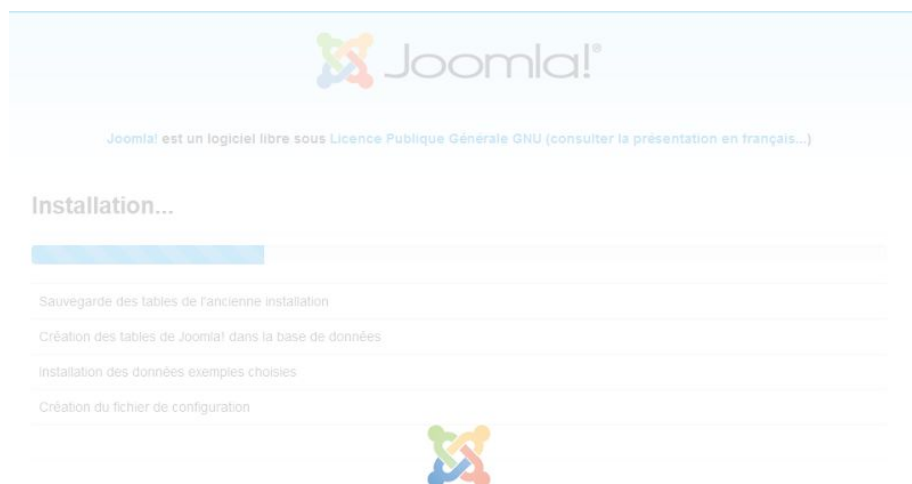 Joomla!®
Joomla! est un logiciel libre sous Licence Publique Générale GNU (consulter la présentation en français...)
Installation...
Sauvegarde des tables de l'ancienne installation
Création des tables de Joomla! dans la base de données
installation des données exemples choisies
Création du fichier de configuration